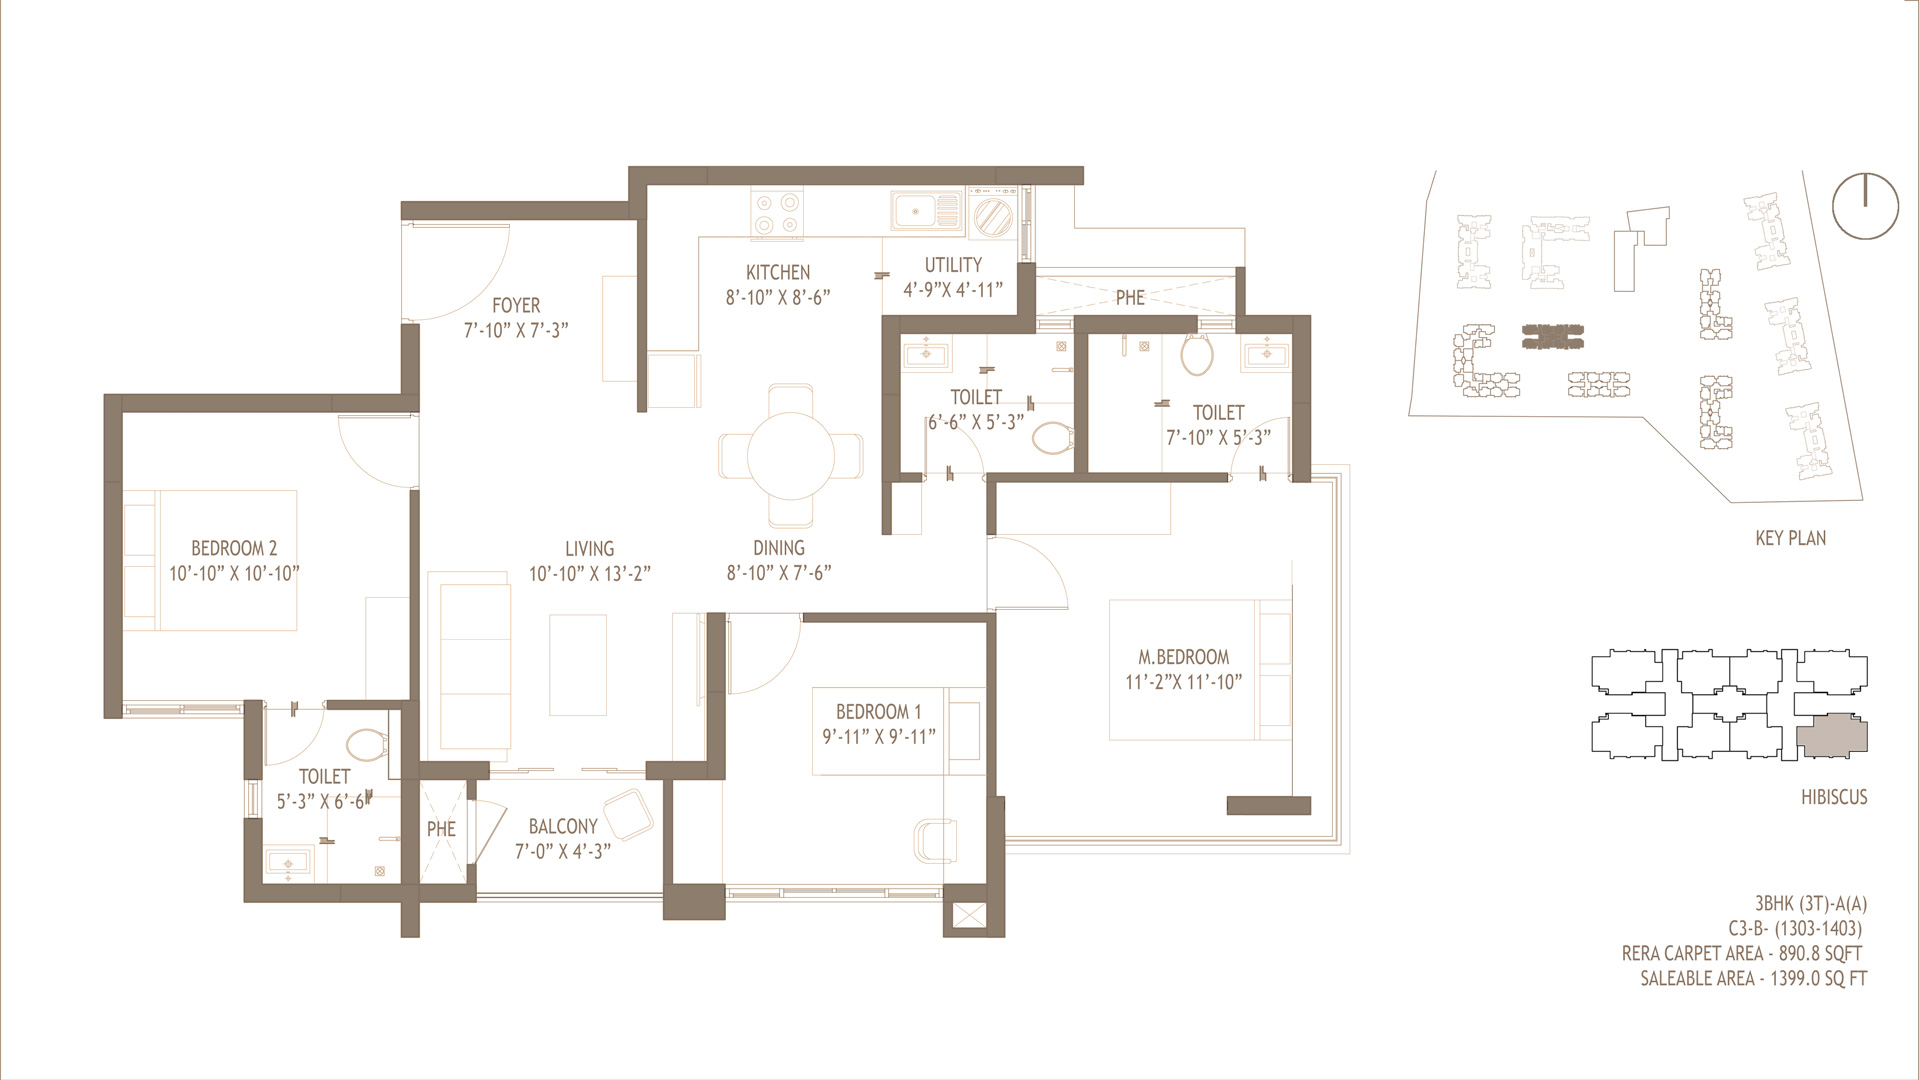 KITCHEN
8’-10” X 8’-6”
UTILITY
4’-9”X 4’-11”
PHE
FOYER
7’-10” X 7’-3”
TOILET
6’-6” X 5’-3”
TOILET
7’-10” X 5’-3”
BEDROOM 2
10’-10” X 10’-10”
LIVING
10’-10” X 13’-2”
DINING
8’-10” X 7’-6”
M.BEDROOM
11’-2”X 11’-10”
BEDROOM 1
9’-11” X 9’-11”
TOILET
5’-3” X 6’-6”
PHE
BALCONY
7’-0” X 4’-3”
KEY PLAN
HIBISCUS
3BHK (3T)-A(A)
C3-B- (1303-1403)
RERA CARPET AREA - 890.8 SQFT
SALEABLE AREA - 1399.0 SQ FT